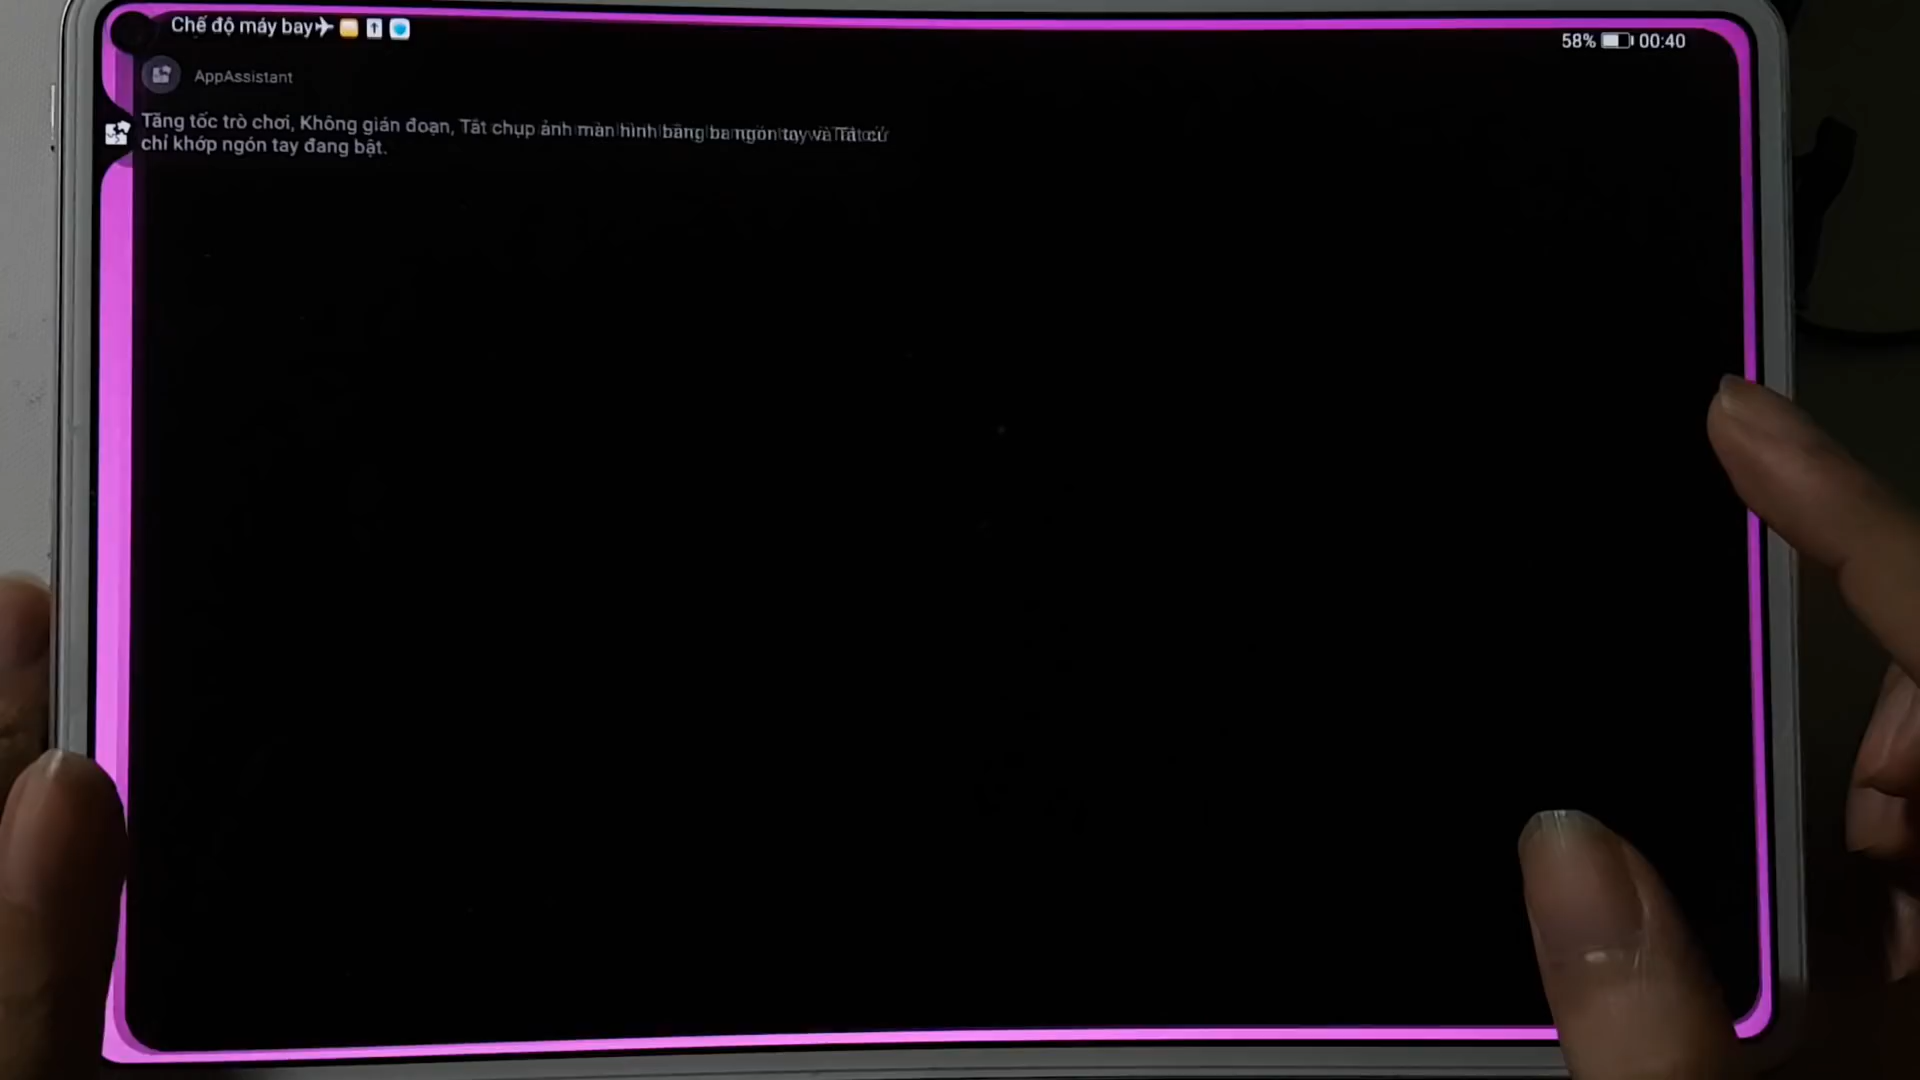 Chế độ máy bay
58% 00:40
AppAssistant
Tăng tốc trò chơi, Không gián đoạn, Tắt chụp ảnh màn hình bằng ba ngón tay và Tắt cử
chỉ khớp ngón tay đang bật.